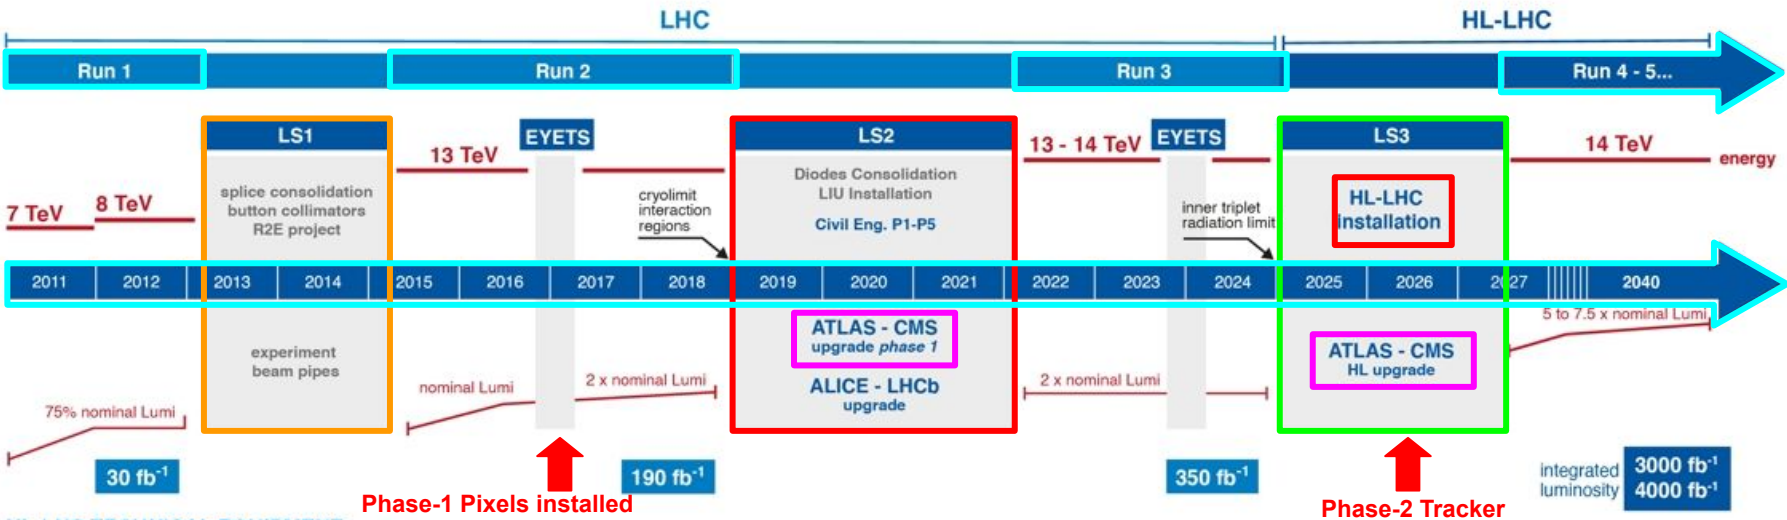 LHC
HL-LHC
Run 1
Run 2
Run 3
Run 4 - 5...
LS1
EYETS
LS2
EYETS
LS3
13 TeV
13 - 14 TeV
14 TeV
energy
7 TeV
8 TeV
splice consolidation
button collimators
R2E project
cryolimit
interaction
regions
Diodes Consolidation
LIU Installation
Civil Eng. P1-P5
inner triplet
radiation limit
HL-LHC
installation
2011 2012 2013 2014 2015 2016 2017 2018 2019 2020 2021 2022 2023 2024 2025 2026 2027 2040
experiment
beam pipes
ATLAS - CMS
upgrade phase 1
ALICE - LHCb
upgrade
ATLAS - CMS
HL upgrade
5 to 7.5 x nominal Lumi
75% nominal Lumi
nominal Lumi
2 x nominal Lumi
2 x nominal Lumi
30 fb⁻¹
190 fb⁻¹
350 fb⁻¹
integrated
luminosity
3000 fb⁻¹
4000 fb⁻¹
Phase-1 Pixels installed
Phase-2 Tracker